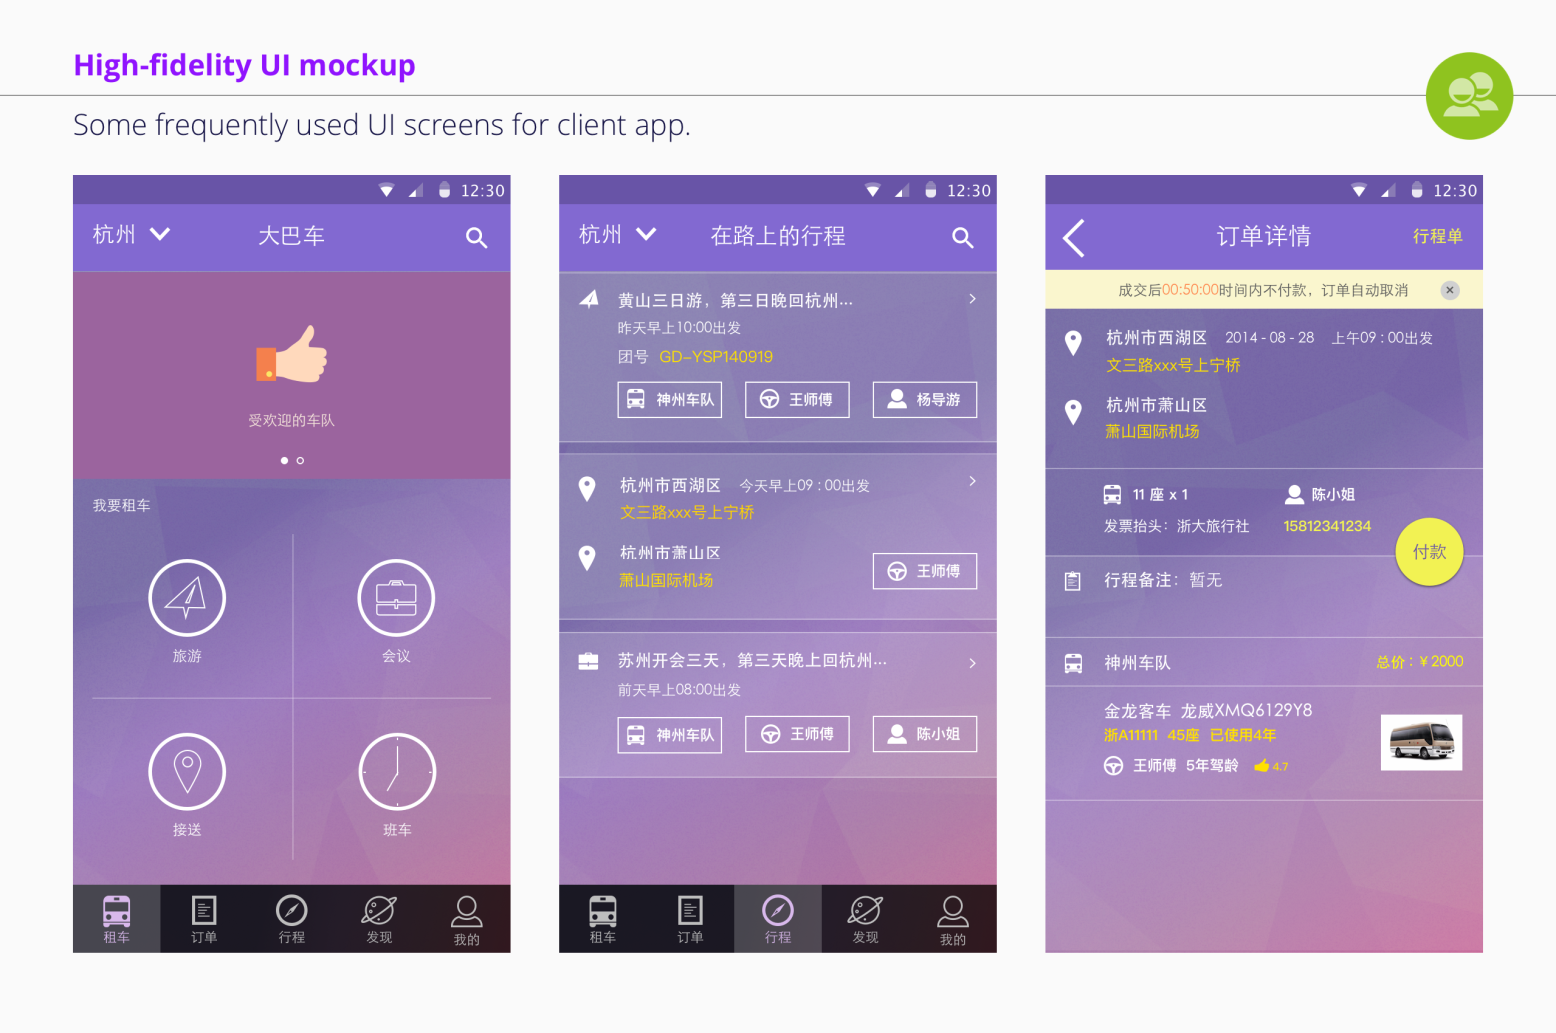 High-fidelity UI mockup
Some frequently used UI screens for client app.
12:30
杭州 大巴车
受欢迎的车队
我要租车
旅游 会议
接送 班车
租车 订单 行程 发现 我的
12:30
杭州 在路上的行程
黄山三日游，第三日晚回杭州...
昨天早上10:00出发
团号 GD-YSP140919
神州车队 王师傅 杨导游
杭州市西湖区 今天早上09 : 00出发
文三路xxx号上宁桥
杭州市萧山区
萧山国际机场 王师傅
苏州开会三天，第三天晚上回杭州...
前天早上08:00出发
神州车队 王师傅 陈小姐
租车 订单 行程 发现 我的
12:30
订单详情 行程单
成交后00:50:00时间内不付款，订单自动取消
杭州市西湖区 2014 - 08 - 28 上午09 : 00出发
文三路xxx号上宁桥
杭州市萧山区
萧山国际机场
11 座 x 1 陈小姐
发票抬头：浙大旅行社 15812341234
付款
行程备注：暂无
神州车队 总价：¥ 2000
金龙客车 龙威XMQ6129Y8
浙A11111 45座 已使用4年
王师傅 5年驾龄 4.7